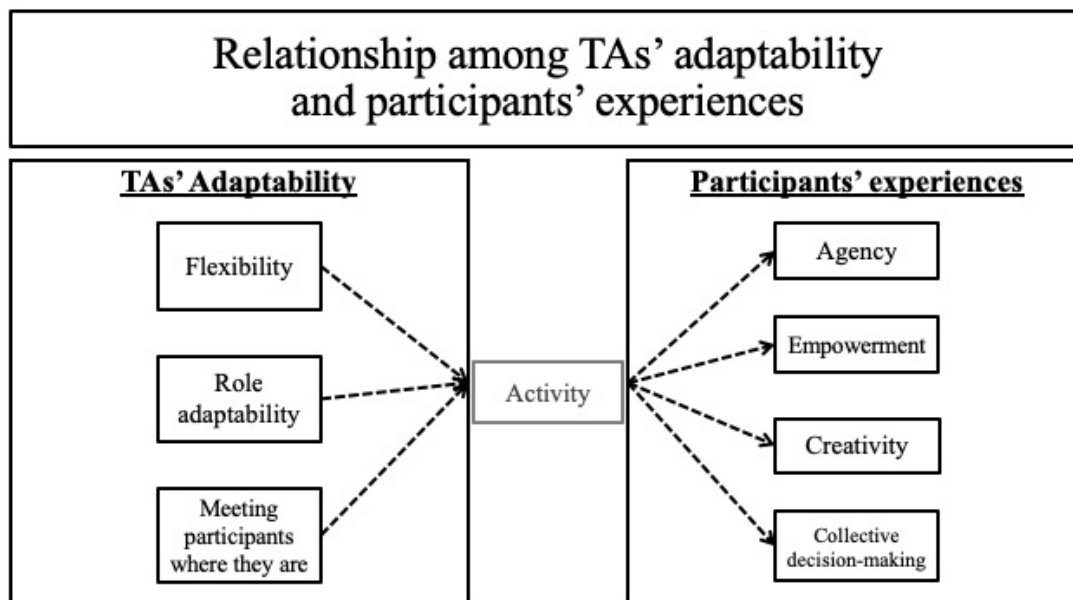 Relationship among TAs’ adaptability
and participants’ experiences
TAs’ Adaptability
Flexibility
Role
adaptability
Meeting
participants
where they are
Activity
Participants’ experiences
Agency
Empowerment
Creativity
Collective
decision-making